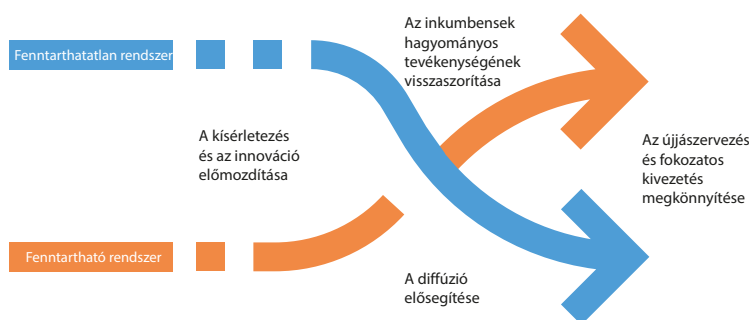 Fenntarthatatlan rendszer
Az inkumbensek
hagyományos
tevékenységének
visszaszorítása
A kísérletezés
és az innováció
előmozdítása
Az újjászervezés
és fokozatos
kivezetés
megkönnyítése
Fenntartható rendszer
A diffúzió
elősegítése